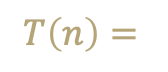 T(n) =